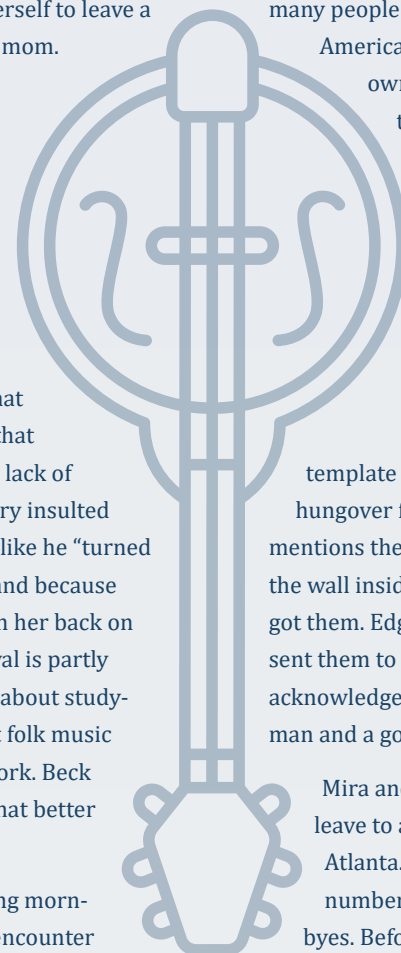 erself to leave a
mom.
hat
that
lack of
ry insulted
like he “turned
and because
n her back on
val is partly
about study-
t folk music
ork. Beck
hat better
ng morn-
encounter
many people
America
own
t
template
hungover f
mentions the
the wall insid
got them. Edg
sent them to
acknowledge
man and a go
Mira and
leave to a
Atlanta.
number
byes. Befo